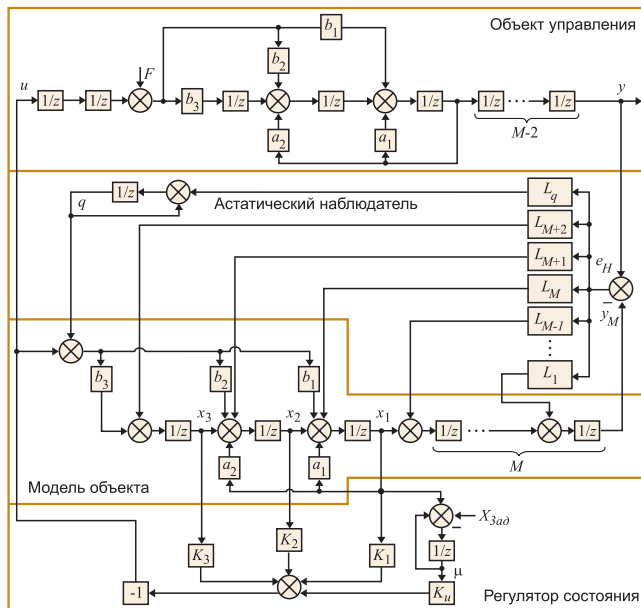 Объект управления
b1
u
F
b2
y
1/z
1/z
b3
1/z
1/z
1/z
1/z
1/z
M-2
a2
a1
q
1/z
Астатический наблюдатель
Lq
LM+2
LM+1
eH
LM
yM
LM-1
L1
b3
b2
b1
x3
x2
x1
1/z
1/z
1/z
1/z
1/z
a2
a1
M
Модель объекта
XЗад
K3
K2
K1
1/z
μ
-1
Ku
Регулятор состояния